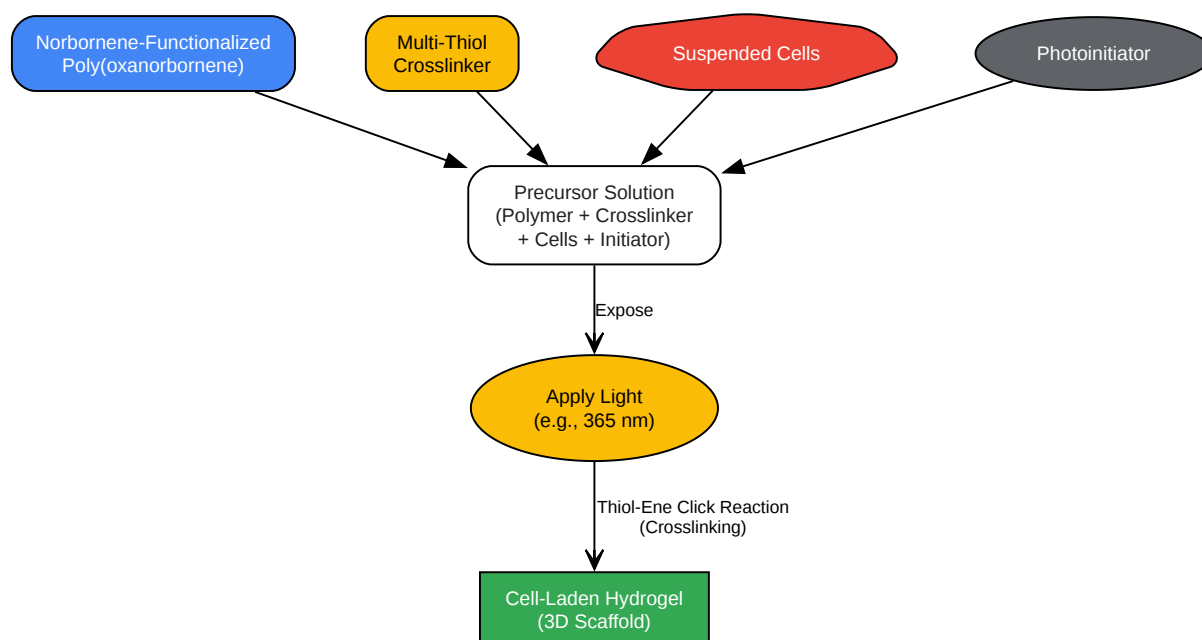 Norbornene-Functionalized
Poly(oxanorbornene)
Multi-Thiol
Crosslinker
Suspended Cells
Photoinitiator
Precursor Solution
(Polymer + Crosslinker
+ Cells + Initiator)
Expose
Apply Light
(e.g., 365 nm)
Thiol-Ene Click Reaction
(Crosslinking)
Cell-Laden Hydrogel
(3D Scaffold)